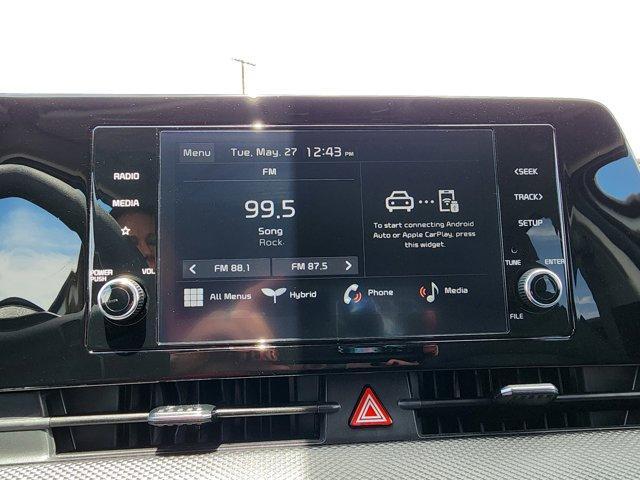 Menu Tue, May. 27 12:43 PM
FM
99.5
Song
Rock
FM 88.1 FM 87.5
To start connecting Android
Auto or Apple CarPlay, press
this widget.
All Menus Hybrid Phone Media
RADIO
MEDIA
POWER
PUSH
VOL
<SEEK
TRACK>
SETUP
TUNE
ENTER
FILE